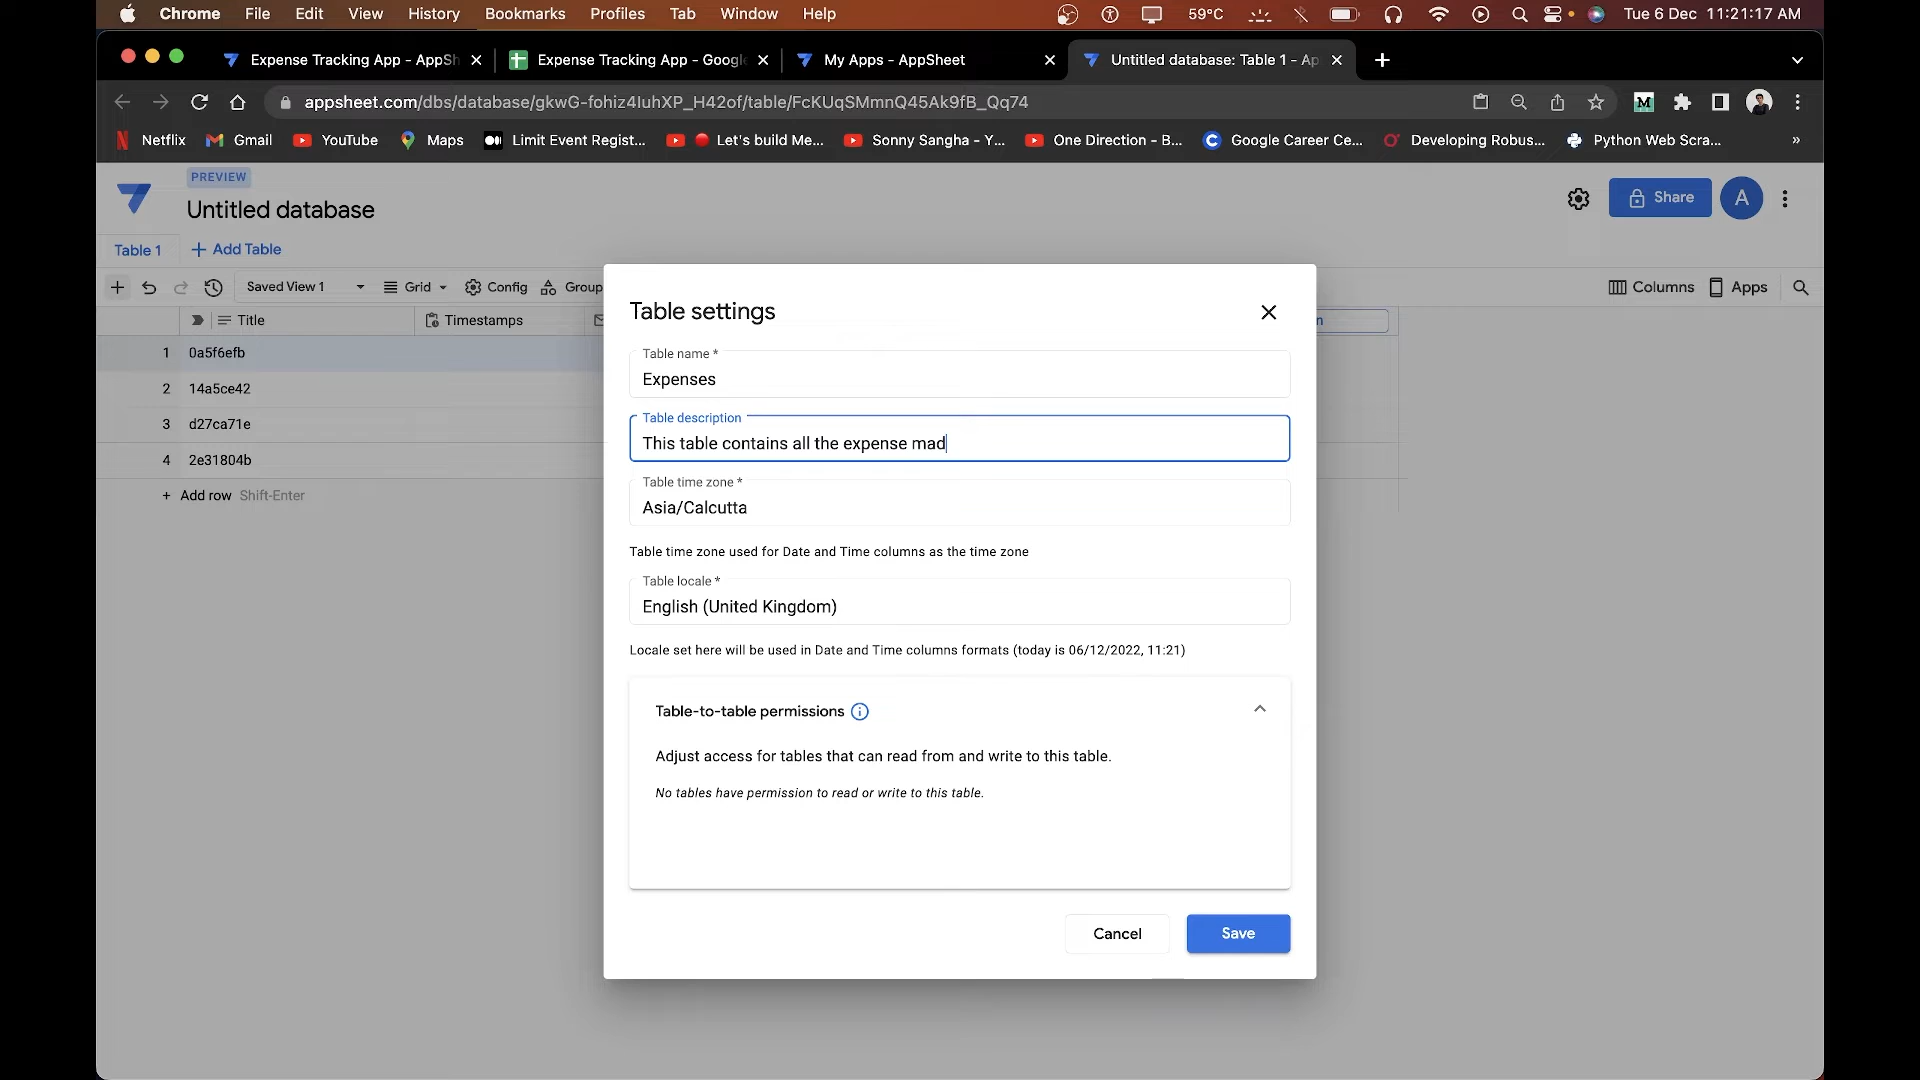 Chrome File Edit View History Bookmarks Profiles Tab Window Help 59°C Tue 6 Dec 11:21:17 AM
Expense Tracking App - AppSh Expense Tracking App - Google My Apps - AppSheet Untitled database: Table 1 - Ap
appsheet.com/dbs/database/gkwG-fohiz4IuhXP_H42of/table/FcKUqSMmnQ45Ak9fB_Qq74
Netflix Gmail YouTube Maps Limit Event Regist... Let's build Me... Sonny Sangha - Y... One Direction - B... Google Career Ce... Developing Robus... Python Web Scra... »
PREVIEW
Untitled database
Share A
Table 1 + Add Table
Saved View 1 Grid Config Group Columns Apps
Title Timestamps n
1 0a5f6efb
2 14a5ce42
3 d27ca71e
4 2e31804b
+ Add row Shift-Enter
Table settings
Table name *
Expenses
Table description
This table contains all the expense mad
Table time zone *
Asia/Calcutta
Table time zone used for Date and Time columns as the time zone
Table locale *
English (United Kingdom)
Locale set here will be used in Date and Time columns formats (today is 06/12/2022, 11:21)
Table-to-table permissions
Adjust access for tables that can read from and write to this table.
No tables have permission to read or write to this table.
Cancel Save